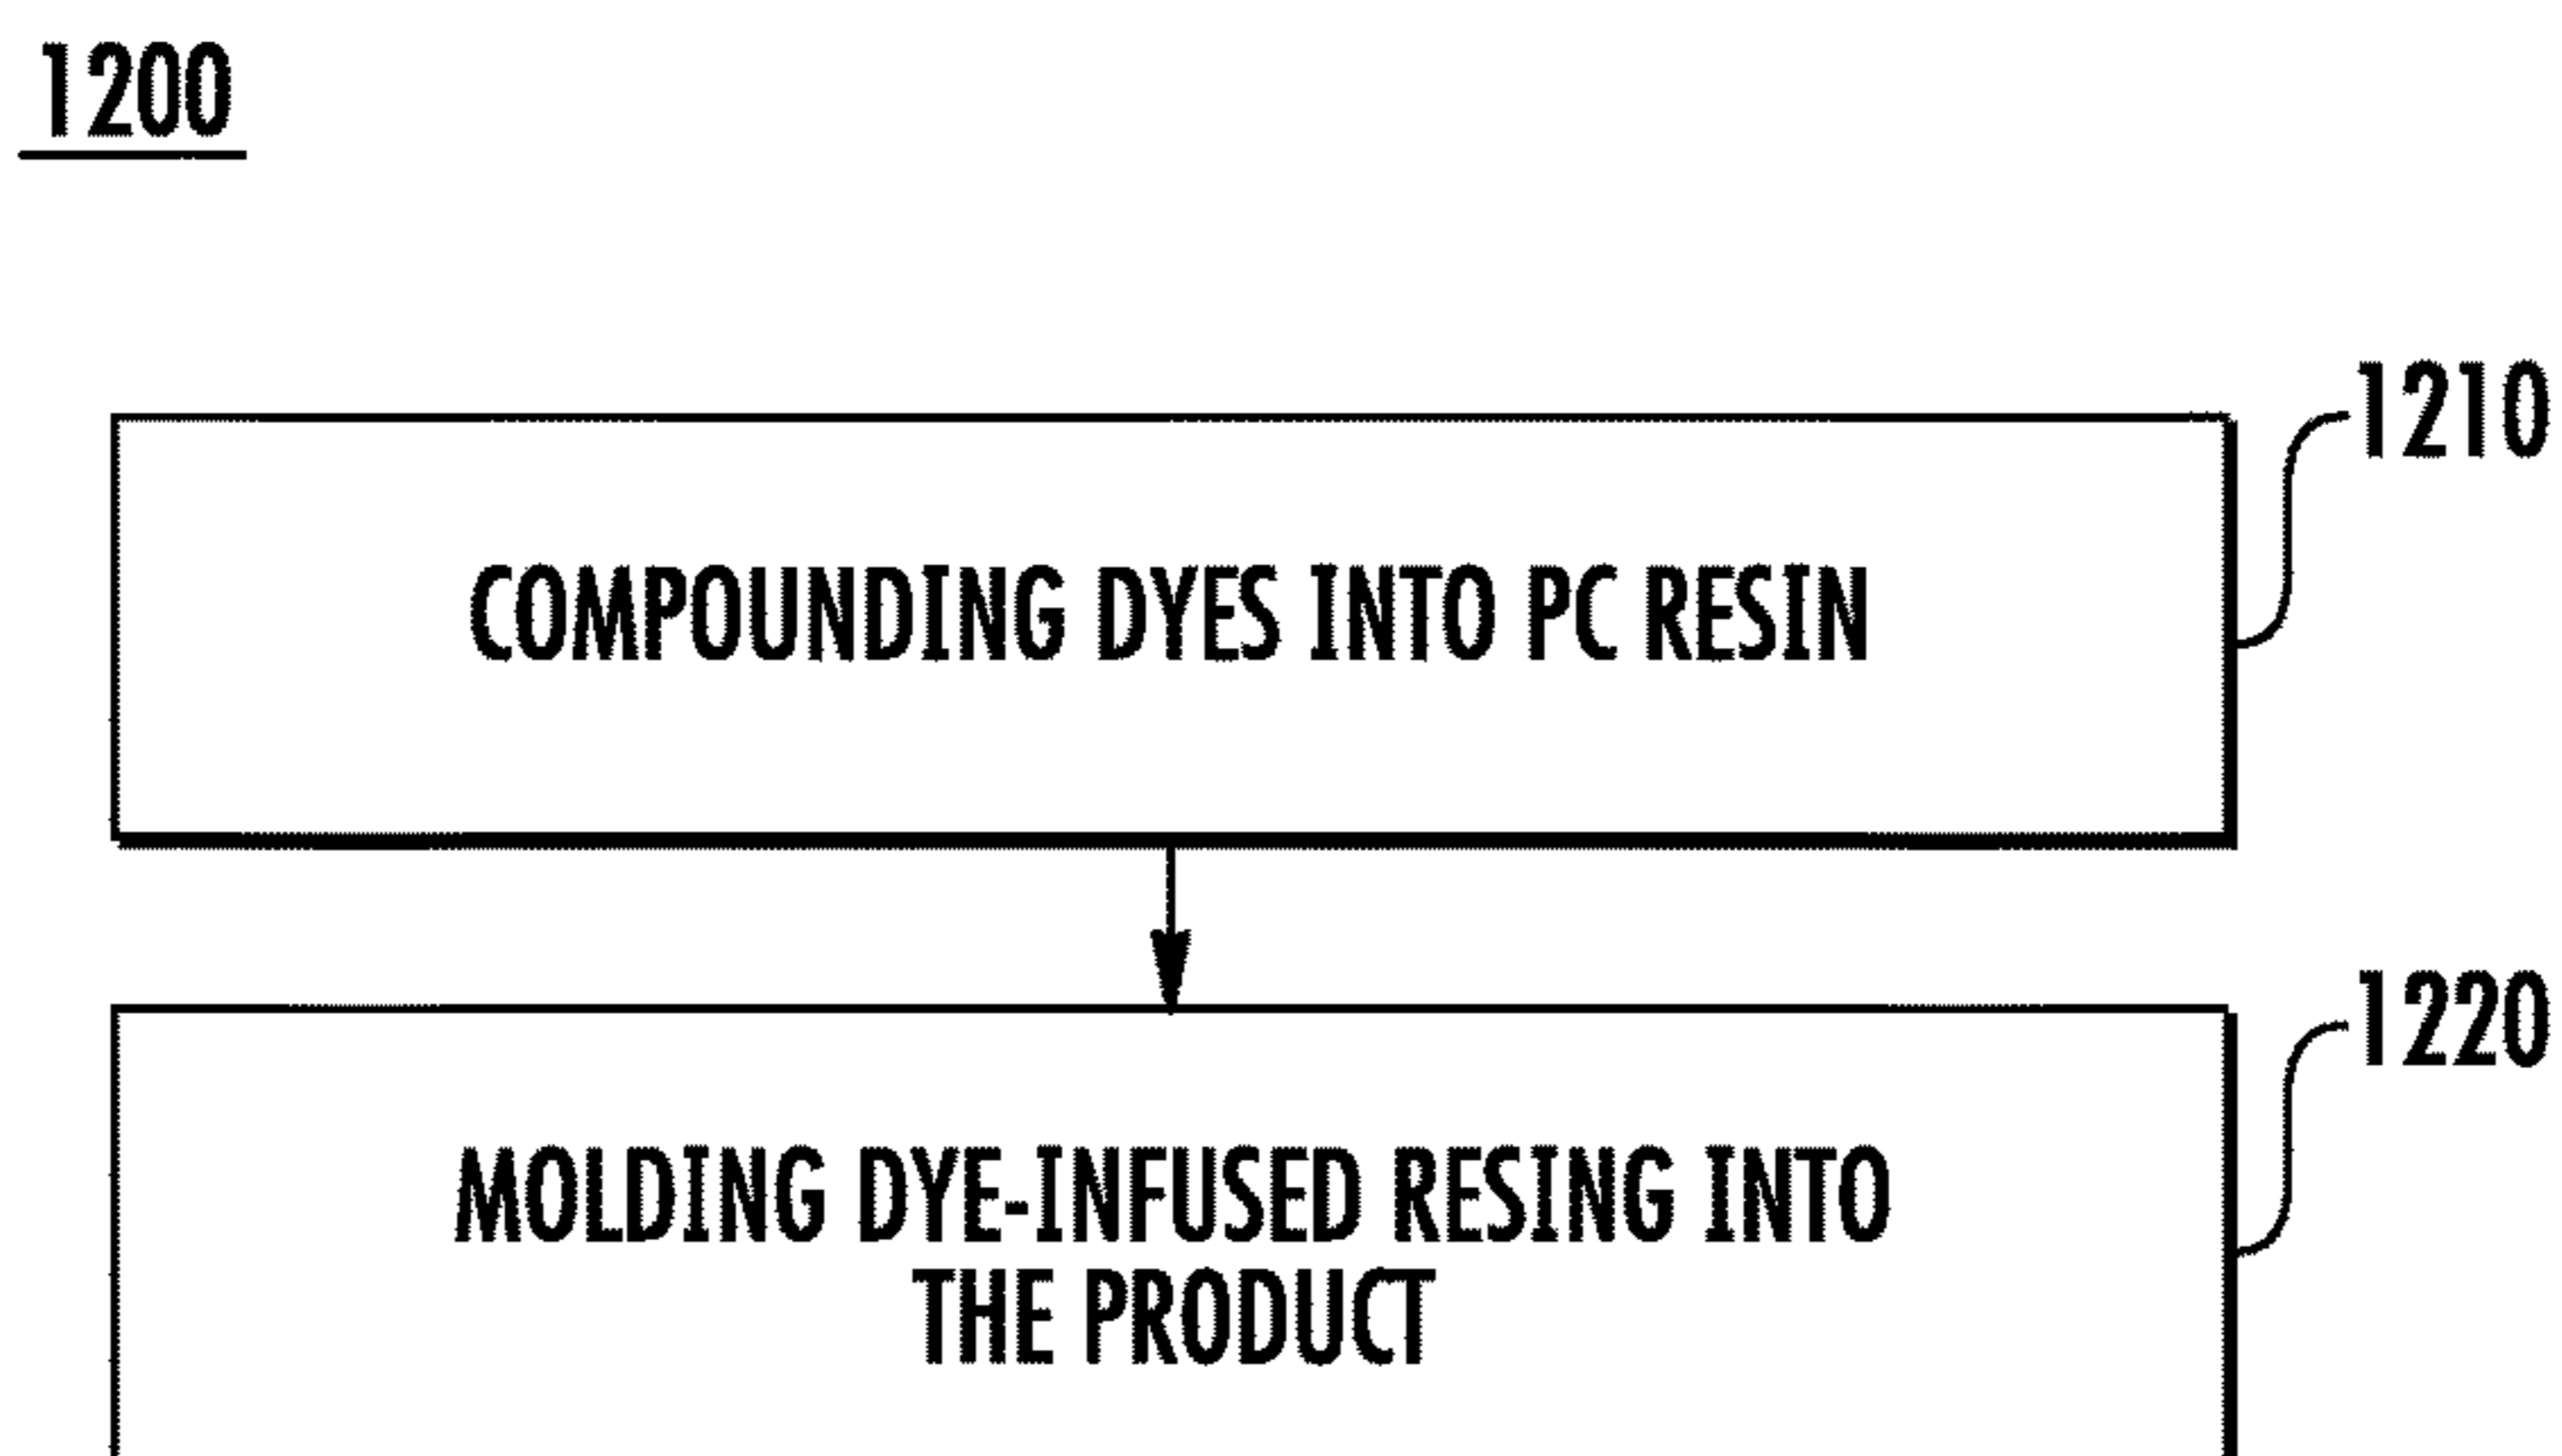 1200
1210
COMPOUNDING DYES INTO PC RESIN
1220
MOLDING DYE-INFUSED RESING INTO
THE PRODUCT